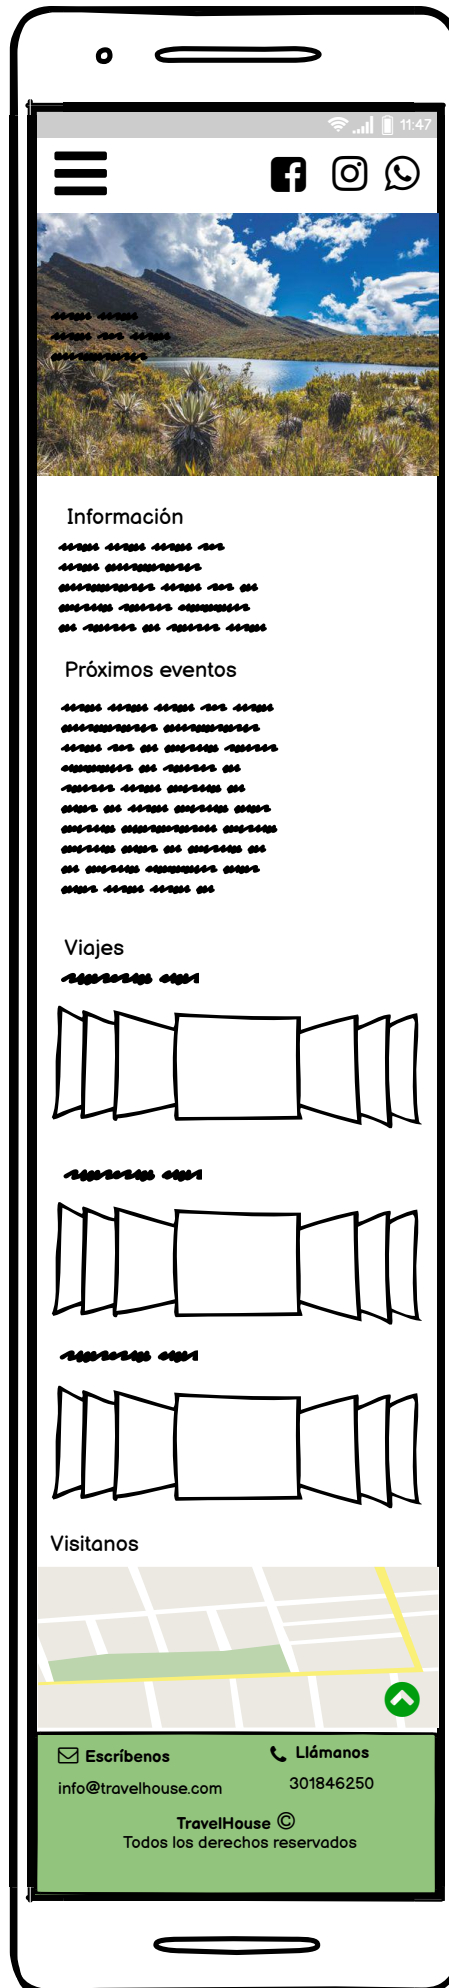 11:47
Información
Próximos eventos
Viajes
Visitanos
Escríbenos
Llámanos
info@travelhouse.com
301846250
TravelHouse ©
Todos los derechos reservados